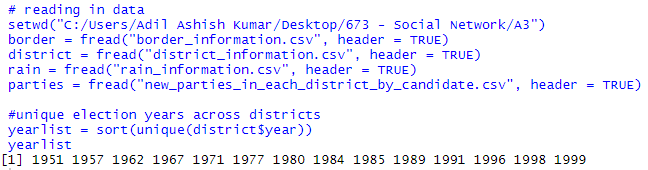 # reading in data
setwd("C:/Users/Adil Ashish Kumar/Desktop/673 - Social Network/A3")
border = fread("border_information.csv", header = TRUE)
district = fread("district_information.csv", header = TRUE)
rain = fread("rain_information.csv", header = TRUE)
parties = fread("new_parties_in_each_district_by_candidate.csv", header = TRUE)
#unique election years across districts
yearlist = sort(unique(district$year))
yearlist
[1] 1951 1957 1962 1967 1971 1977 1980 1984 1985 1989 1991 1996 1998 1999